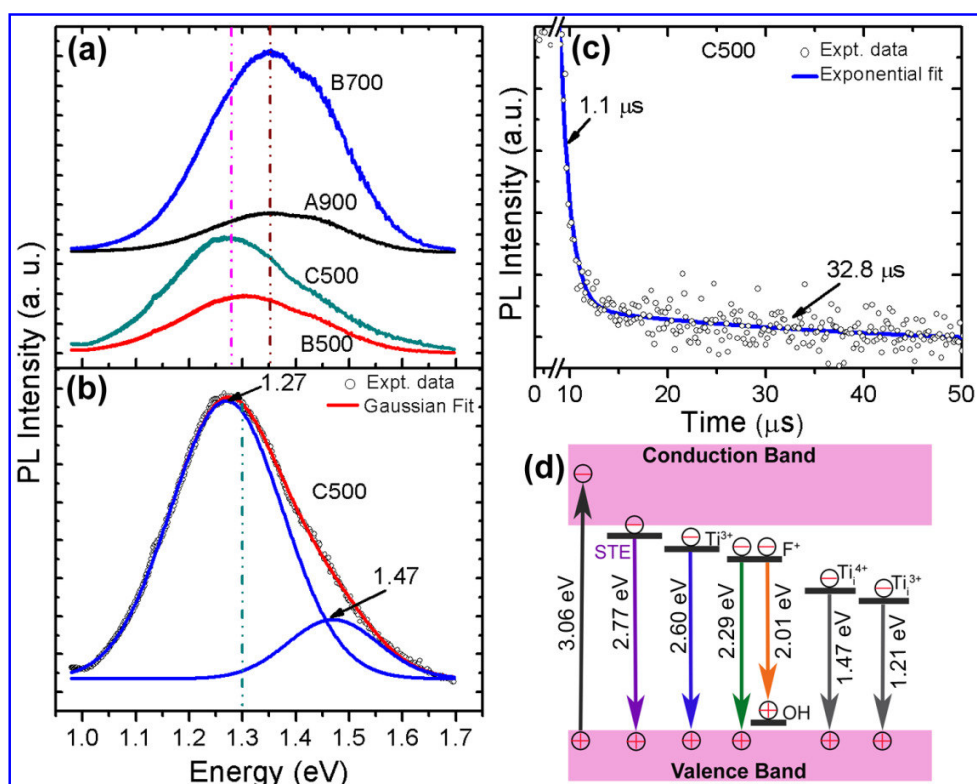 (a)
B700
A900
C500
B500
PL Intensity (a. u.)
(b)
Expt. data
Gaussian Fit
1.27
C500
1.47
1.0 1.1 1.2 1.3 1.4 1.5 1.6 1.7
Energy (eV)
(c)
C500
Expt. data
Exponential fit
1.1 μs
32.8 μs
PL Intensity (a.u.)
0 10 20 30 40 50
Time (μs)
(d)
Conduction Band
STE
Ti3+
F+
Tii4+
Tii3+
3.06 eV
2.77 eV
2.60 eV
2.29 eV
2.01 eV
1.47 eV
1.21 eV
OH
Valence Band